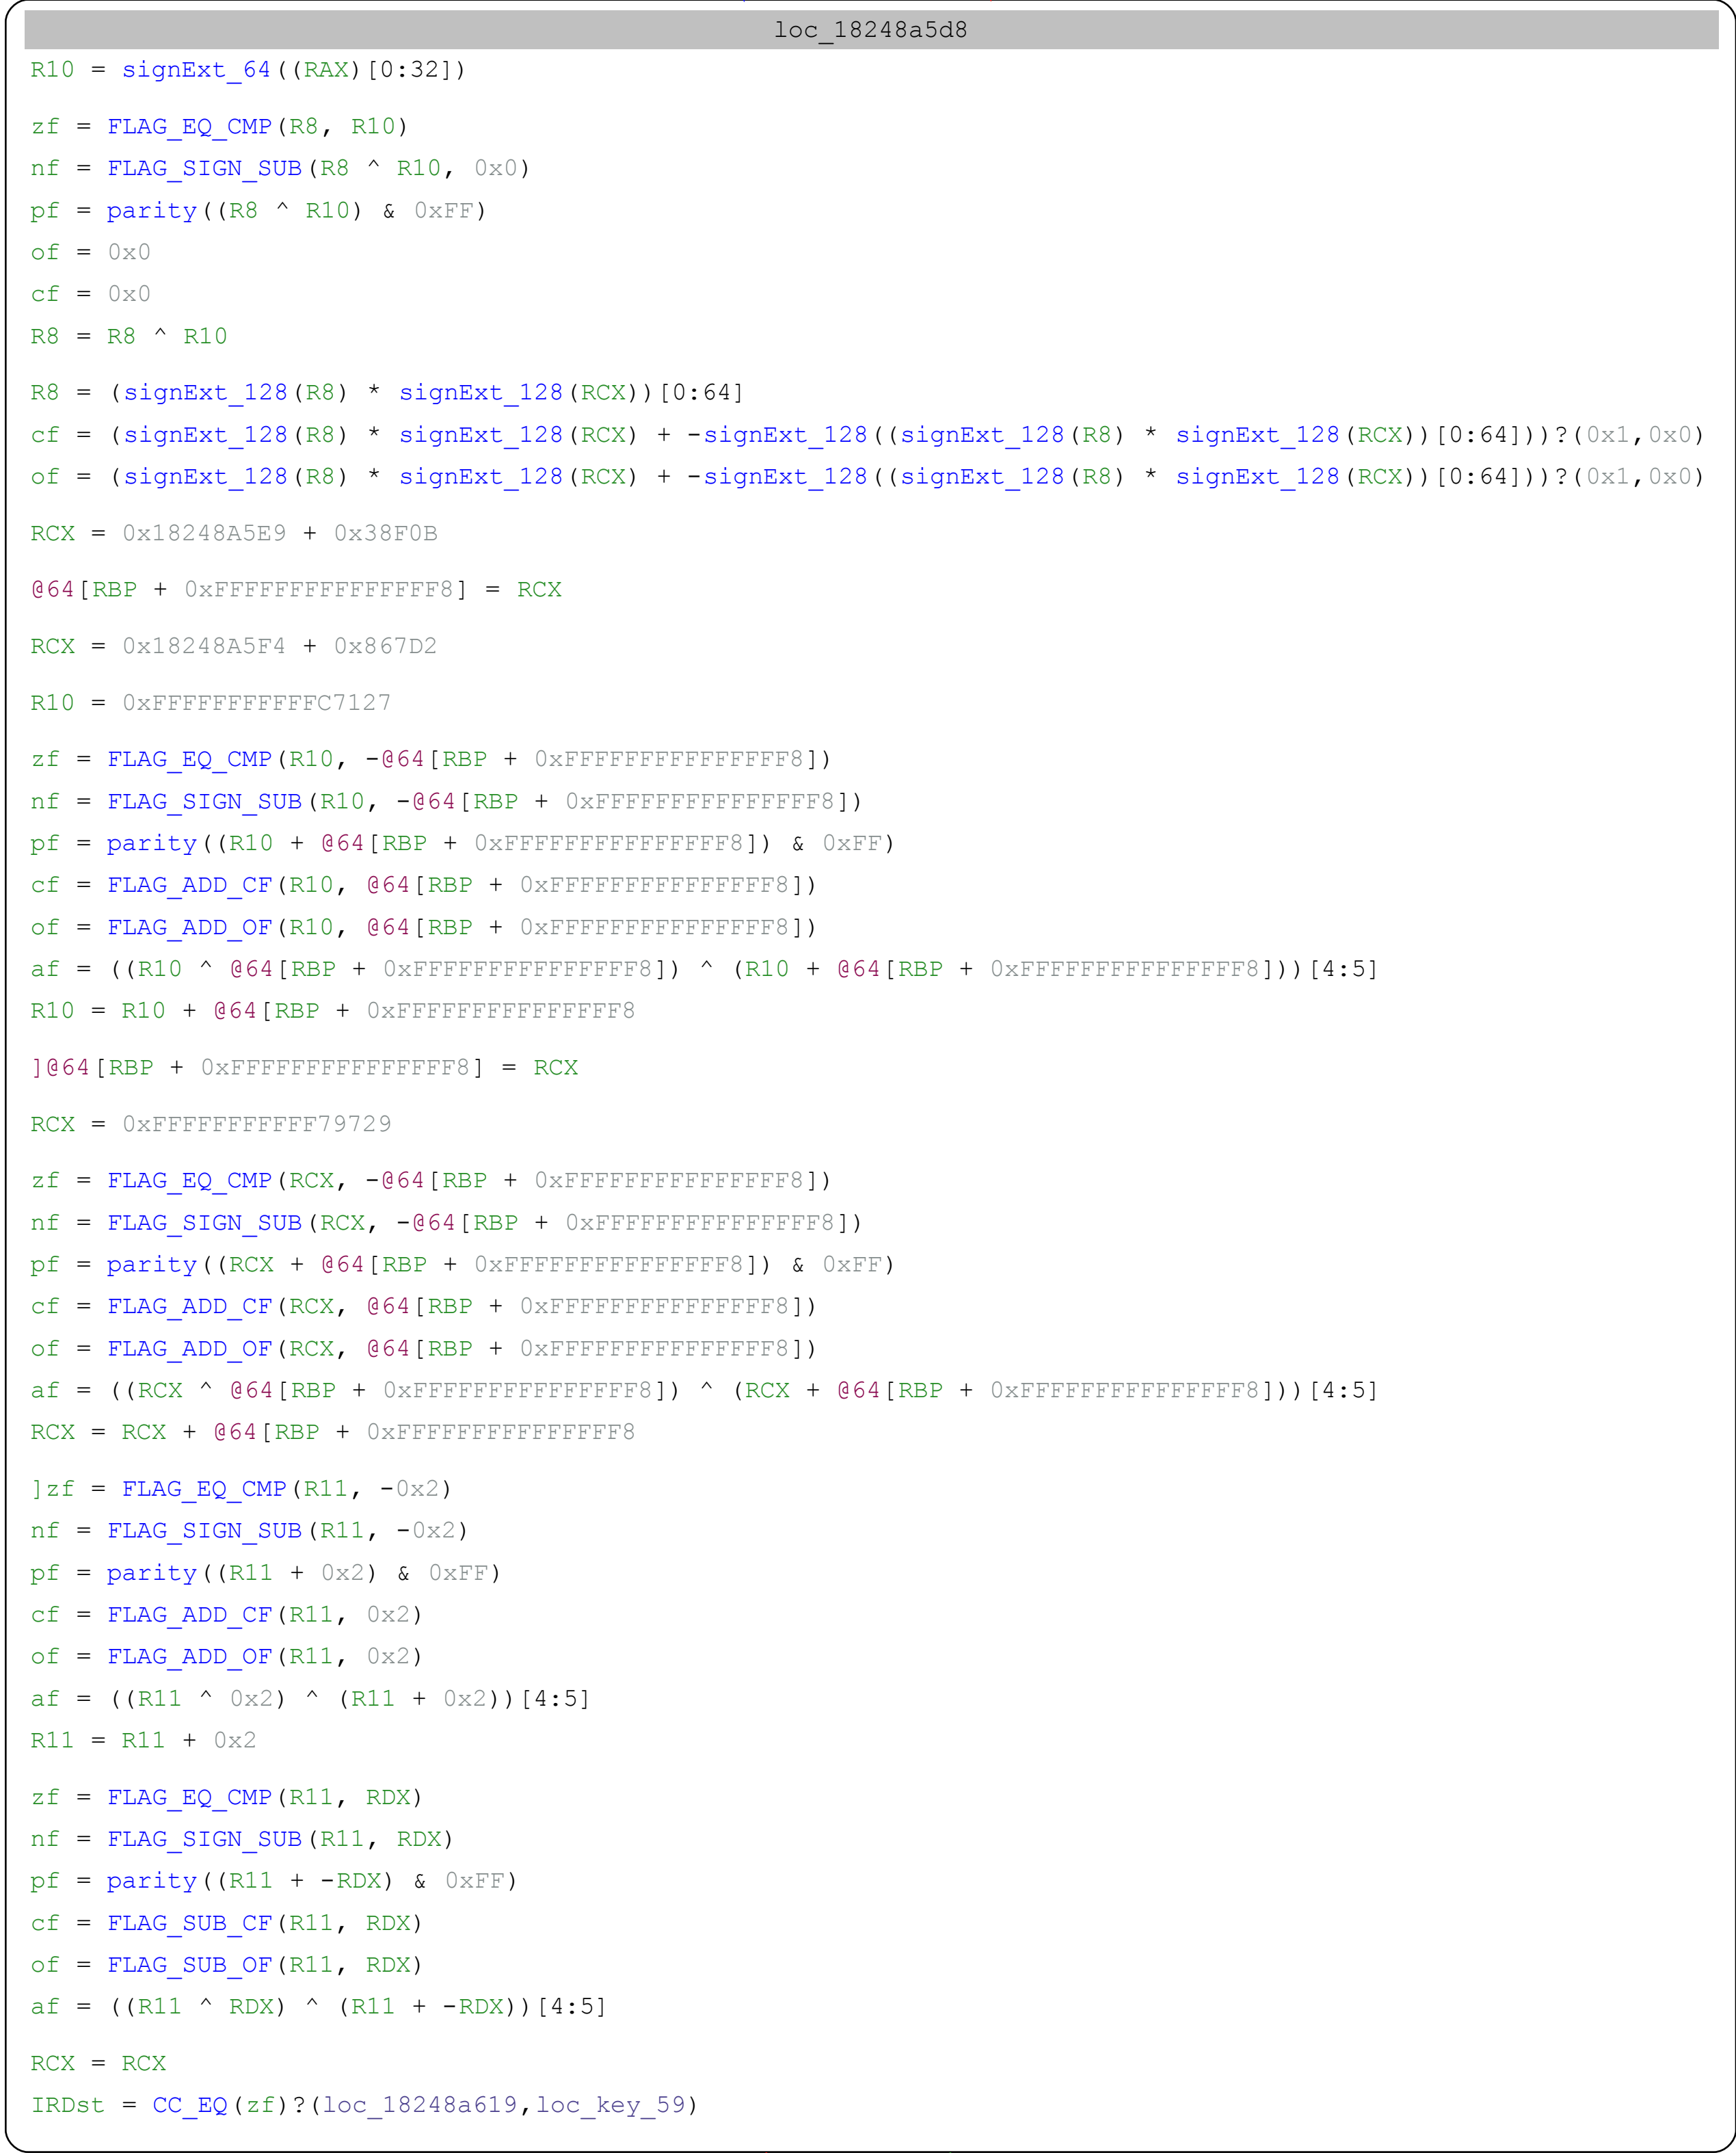 loc_18248a5d8
R10 = signExt_64((RAX)[0:32])
zf = FLAG_EQ_CMP(R8, R10)
nf = FLAG_SIGN_SUB(R8 ^ R10, 0x0)
pf = parity((R8 ^ R10) & 0xFF)
of = 0x0
cf = 0x0
R8 = R8 ^ R10
R8 = (signExt_128(R8) * signExt_128(RCX))[0:64]
cf = (signExt_128(R8) * signExt_128(RCX) + -signExt_128((signExt_128(R8) * signExt_128(RCX))[0:64]))?(0x1,0x0)
of = (signExt_128(R8) * signExt_128(RCX) + -signExt_128((signExt_128(R8) * signExt_128(RCX))[0:64]))?(0x1,0x0)
RCX = 0x18248A5E9 + 0x38F0B
@64[RBP + 0xFFFFFFFFFFFFFFF8] = RCX
RCX = 0x18248A5F4 + 0x867D2
R10 = 0xFFFFFFFFFFFC7127
zf = FLAG_EQ_CMP(R10, -@64[RBP + 0xFFFFFFFFFFFFFFF8])
nf = FLAG_SIGN_SUB(R10, -@64[RBP + 0xFFFFFFFFFFFFFFF8])
pf = parity((R10 + @64[RBP + 0xFFFFFFFFFFFFFFF8]) & 0xFF)
cf = FLAG_ADD_CF(R10, @64[RBP + 0xFFFFFFFFFFFFFFF8])
of = FLAG_ADD_OF(R10, @64[RBP + 0xFFFFFFFFFFFFFFF8])
af = ((R10 ^ @64[RBP + 0xFFFFFFFFFFFFFFF8]) ^ (R10 + @64[RBP + 0xFFFFFFFFFFFFFFF8]))[4:5]
R10 = R10 + @64[RBP + 0xFFFFFFFFFFFFFFF8
]@64[RBP + 0xFFFFFFFFFFFFFFF8] = RCX
RCX = 0xFFFFFFFFFFF79729
zf = FLAG_EQ_CMP(RCX, -@64[RBP + 0xFFFFFFFFFFFFFFF8])
nf = FLAG_SIGN_SUB(RCX, -@64[RBP + 0xFFFFFFFFFFFFFFF8])
pf = parity((RCX + @64[RBP + 0xFFFFFFFFFFFFFFF8]) & 0xFF)
cf = FLAG_ADD_CF(RCX, @64[RBP + 0xFFFFFFFFFFFFFFF8])
of = FLAG_ADD_OF(RCX, @64[RBP + 0xFFFFFFFFFFFFFFF8])
af = ((RCX ^ @64[RBP + 0xFFFFFFFFFFFFFFF8]) ^ (RCX + @64[RBP + 0xFFFFFFFFFFFFFFF8]))[4:5]
RCX = RCX + @64[RBP + 0xFFFFFFFFFFFFFFF8
]zf = FLAG_EQ_CMP(R11, -0x2)
nf = FLAG_SIGN_SUB(R11, -0x2)
pf = parity((R11 + 0x2) & 0xFF)
cf = FLAG_ADD_CF(R11, 0x2)
of = FLAG_ADD_OF(R11, 0x2)
af = ((R11 ^ 0x2) ^ (R11 + 0x2))[4:5]
R11 = R11 + 0x2
zf = FLAG_EQ_CMP(R11, RDX)
nf = FLAG_SIGN_SUB(R11, RDX)
pf = parity((R11 + -RDX) & 0xFF)
cf = FLAG_SUB_CF(R11, RDX)
of = FLAG_SUB_OF(R11, RDX)
af = ((R11 ^ RDX) ^ (R11 + -RDX))[4:5]
RCX = RCX
IRDst = CC_EQ(zf)?(loc_18248a619,loc_key_59)